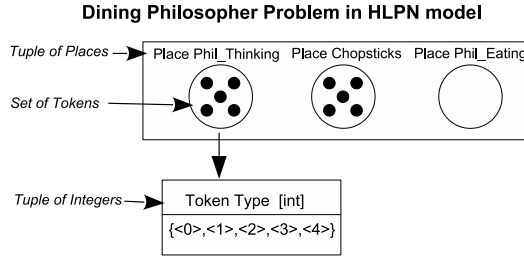 Dining Philosopher Problem in HLPN model
Tuple of Places
Place Phil_Thinking
Place Chopsticks
Place Phil_Eating
Set of Tokens
Tuple of Integers
Token Type [int]
{<0>,<1>,<2>,<3>,<4>}